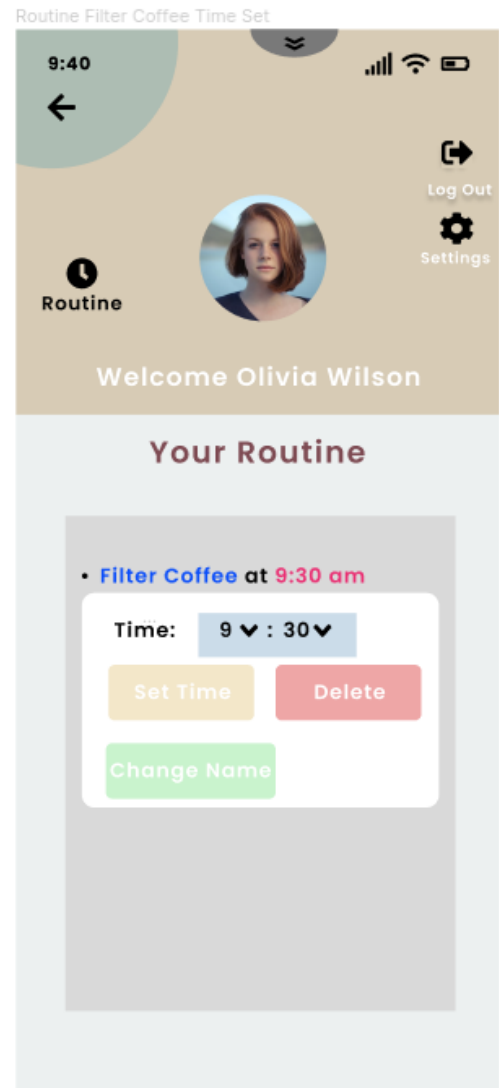 Routine Filter Coffee Time Set
9:40
Log Out
Settings
Routine
Welcome Olivia Wilson
Your Routine
• Filter Coffee at 9:30 am
Time: 9 : 30
Set Time Delete
Change Name